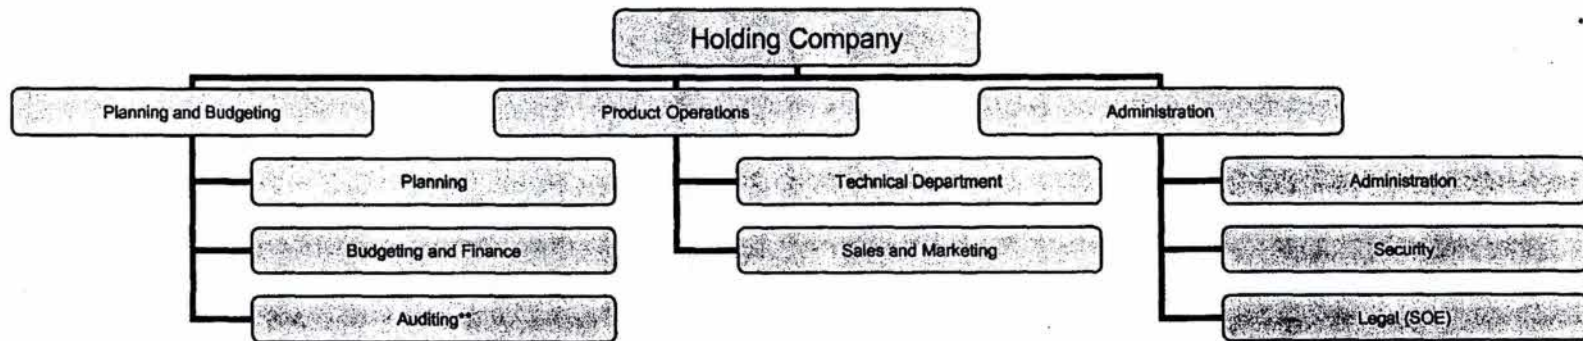 Holding Company
Planning and Budgeting
Product Operations
Administration
Planning
Technical Department
Administration
Budgeting and Finance
Sales and Marketing
Security
Auditing**
Legal (SOE)